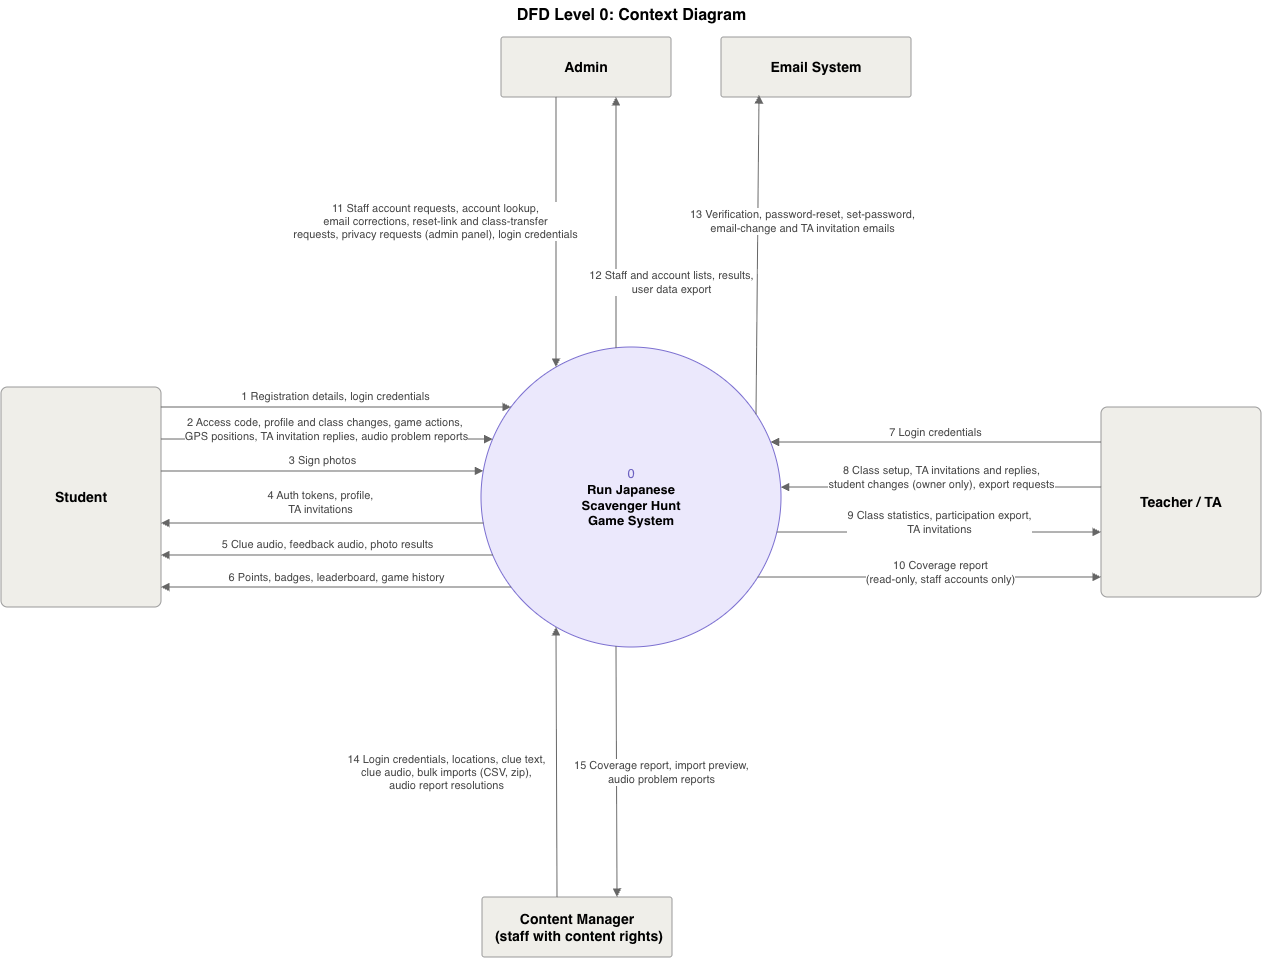 DFD Level 0: Context Diagram
Admin
Email System
11 Staff account requests, account lookup,
email corrections, reset-link and class-transfer
requests, privacy requests (admin panel), login credentials
13 Verification, password-reset, set-password,
email-change and TA invitation emails
12 Staff and account lists, results,
user data export
Student
1 Registration details, login credentials
2 Access code, profile and class changes, game actions,
GPS positions, TA invitation replies, audio problem reports
3 Sign photos
4 Auth tokens, profile,
TA invitations
5 Clue audio, feedback audio, photo results
6 Points, badges, leaderboard, game history
0
Run Japanese
Scavenger Hunt
Game System
7 Login credentials
8 Class setup, TA invitations and replies,
student changes (owner only), export requests
9 Class statistics, participation export,
TA invitations
10 Coverage report
(read-only, staff accounts only)
Teacher / TA
14 Login credentials, locations, clue text,
clue audio, bulk imports (CSV, zip),
audio report resolutions
15 Coverage report, import preview,
audio problem reports
Content Manager
(staff with content rights)